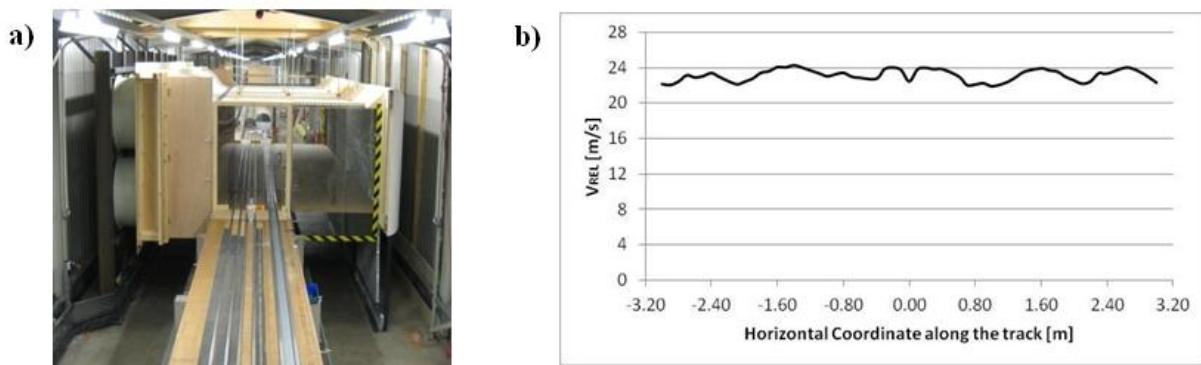 a)
b)
28
24
20
16
12
8
4
0
VREL [m/s]
-3.20 -2.40 -1.60 -0.80 0.00 0.80 1.60 2.40 3.20
Horizontal Coordinate along the track [m]